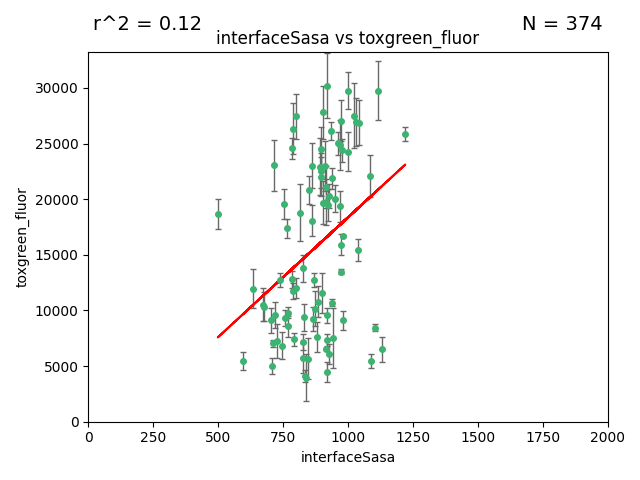 r^2 = 0.12
N = 374
interfaceSasa vs toxgreen_fluor
toxgreen_fluor
30000
25000
20000
15000
10000
5000
0
0 250 500 750 1000 1250 1500 1750 2000
interfaceSasa